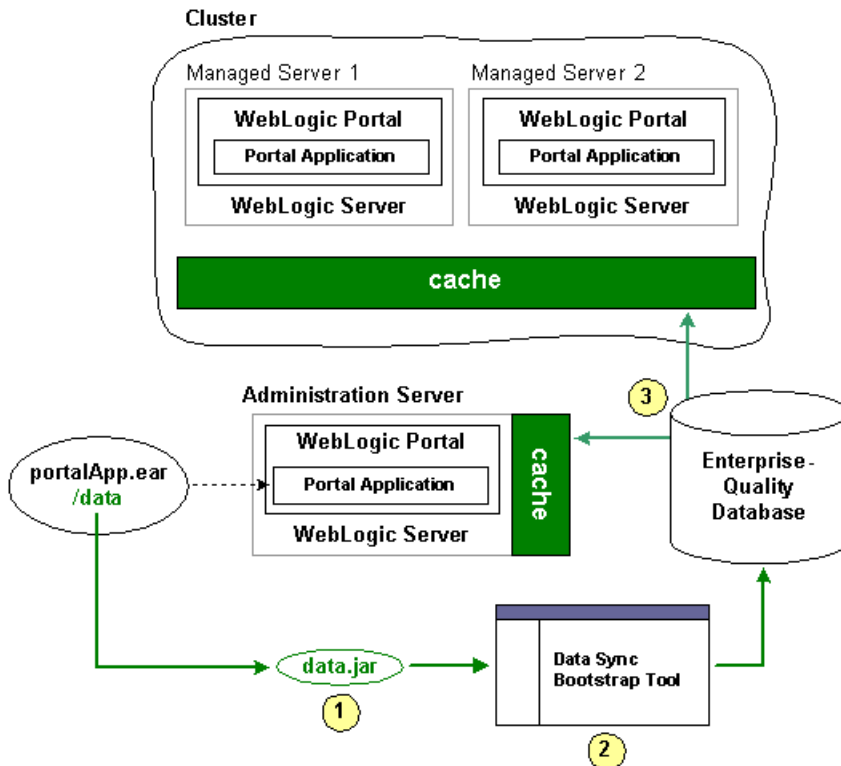 Cluster
Managed Server 1
Managed Server 2
WebLogic Portal
Portal Application
WebLogic Server
WebLogic Portal
Portal Application
WebLogic Server
cache
Administration Server
3
WebLogic Portal
Portal Application
WebLogic Server
cache
portalApp.ear
/data
Enterprise-
Quality
Database
data.jar
1
Data Sync
Bootstrap Tool
2